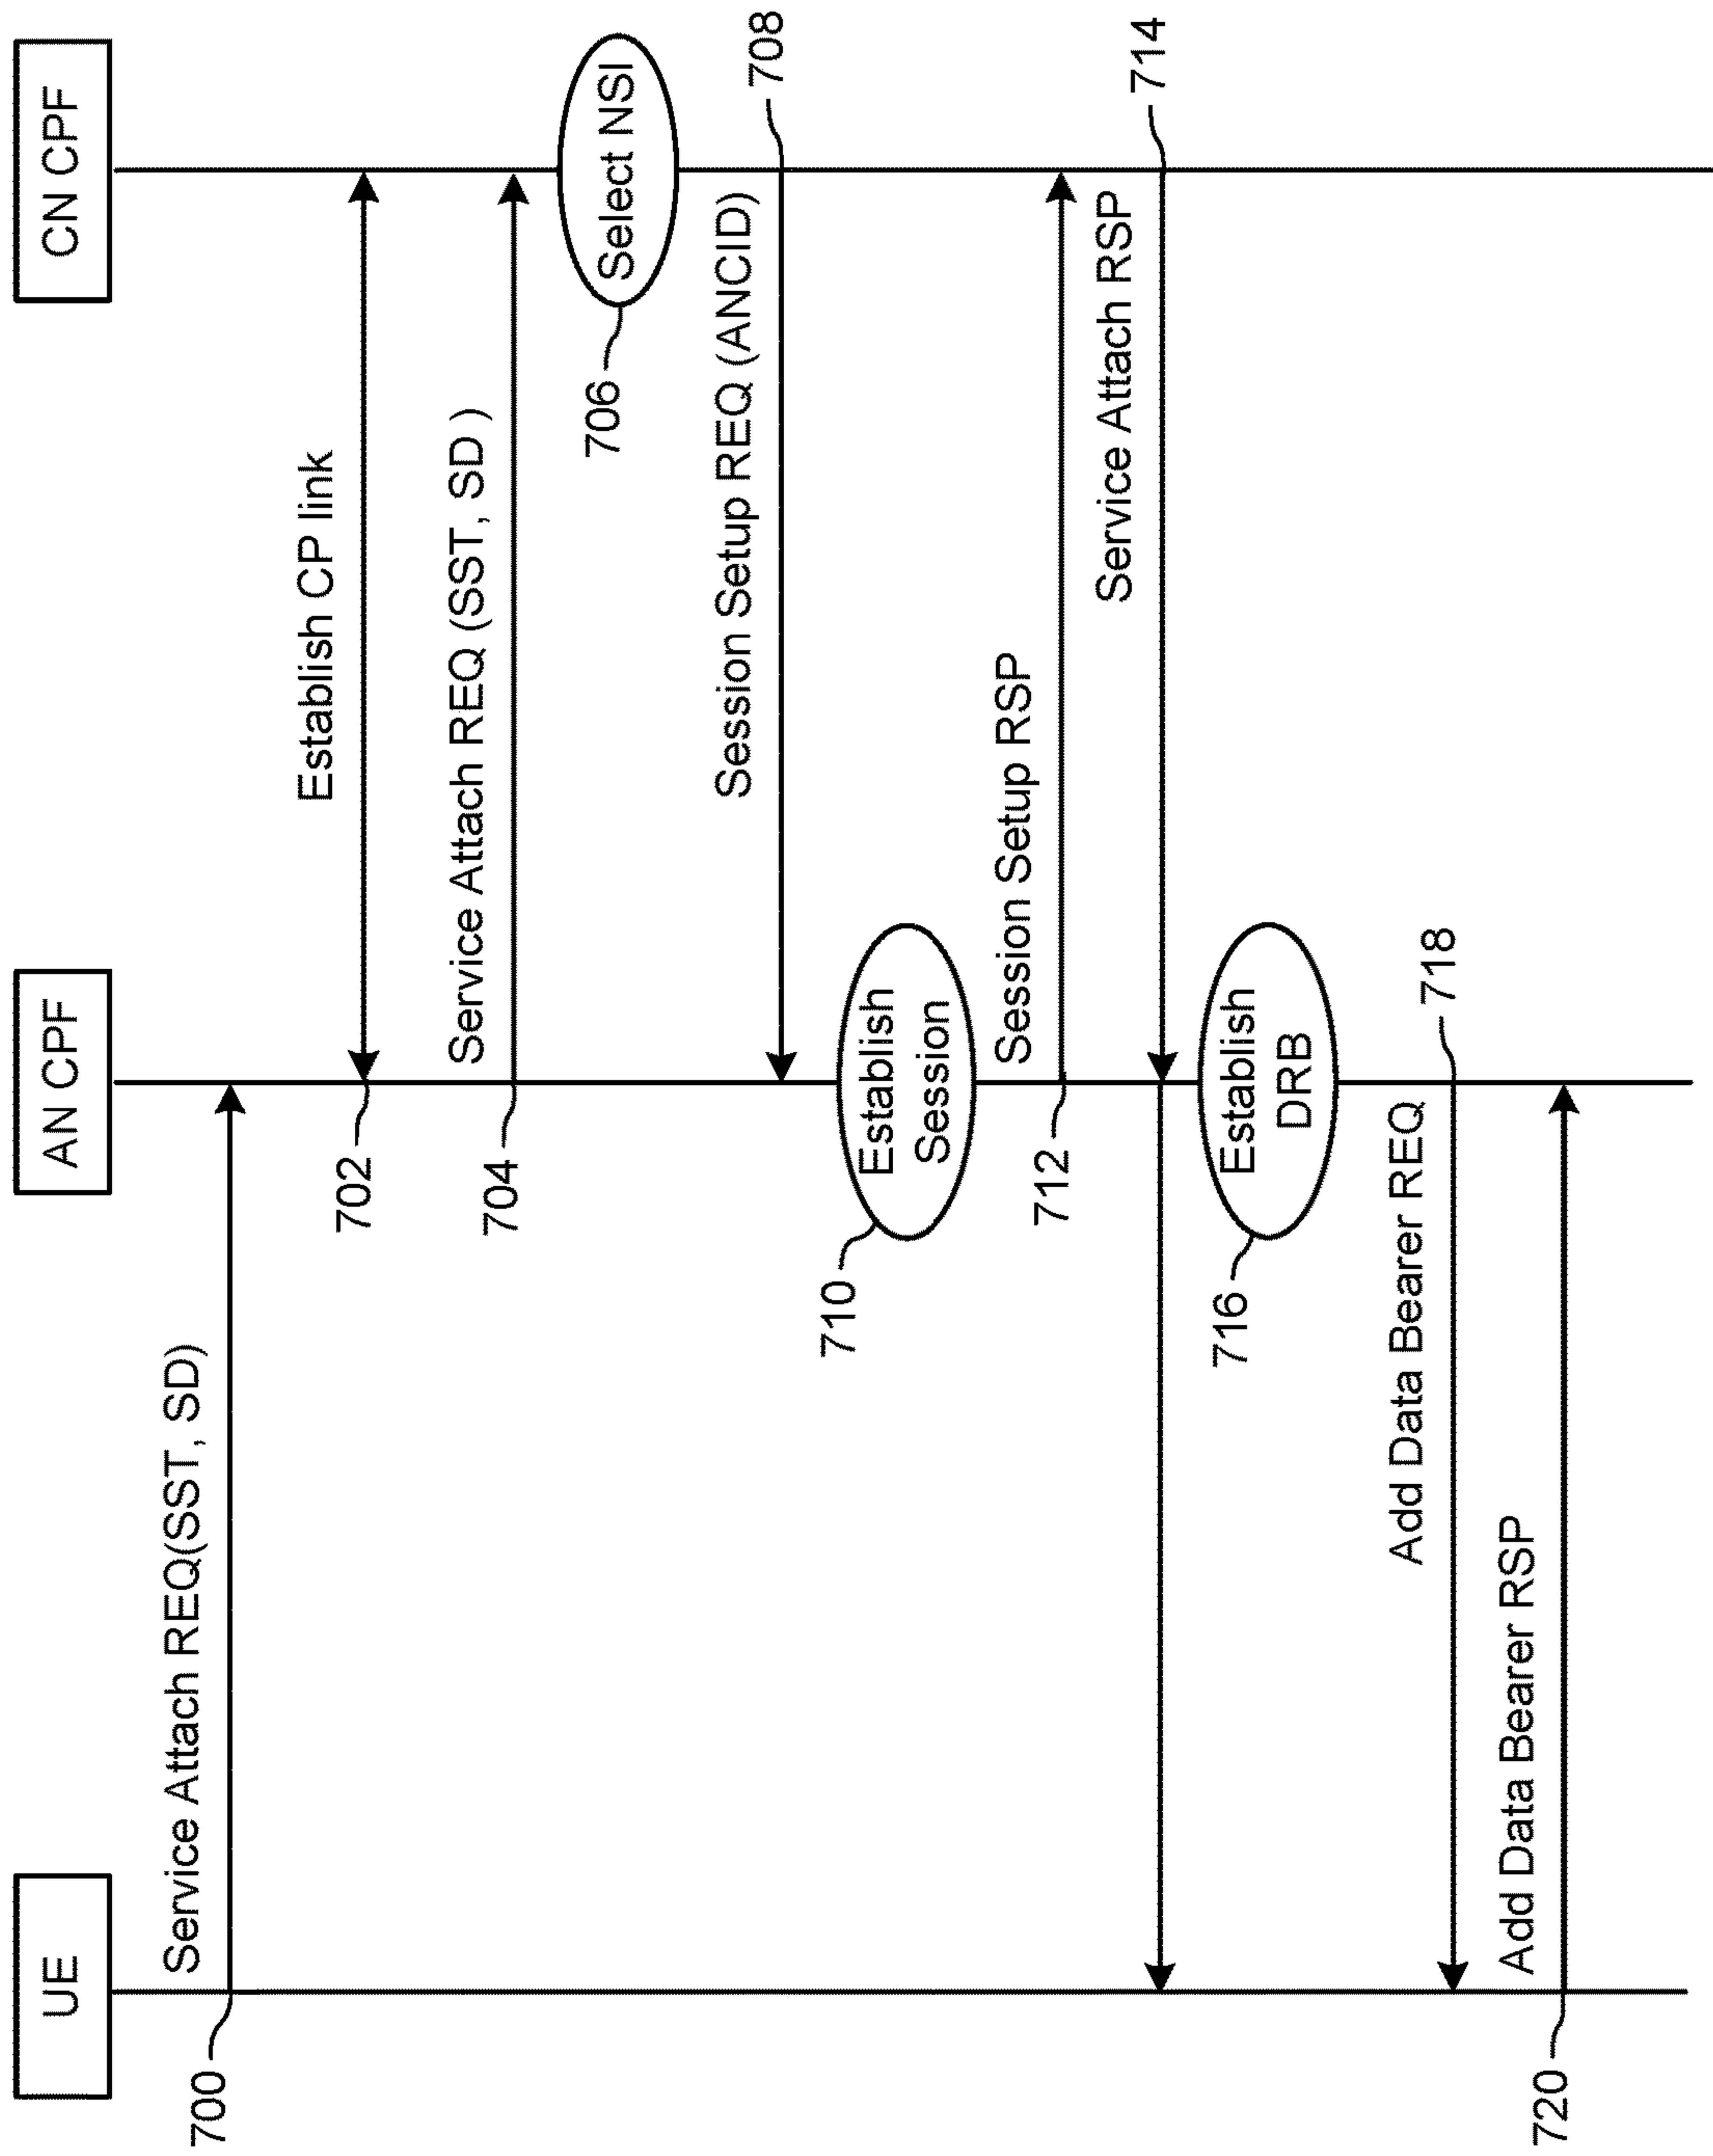 UE
AN CPF
CN CPF
Service Attach REQ(SST, SD)
700
Establish CP link
702
Service Attach REQ (SST, SD )
704
Select NSI
706
Session Setup REQ (ANCID)
708
Establish
Session
710
Session Setup RSP
712
Service Attach RSP
714
Establish
DRB
716
Add Data Bearer REQ
718
Add Data Bearer RSP
720